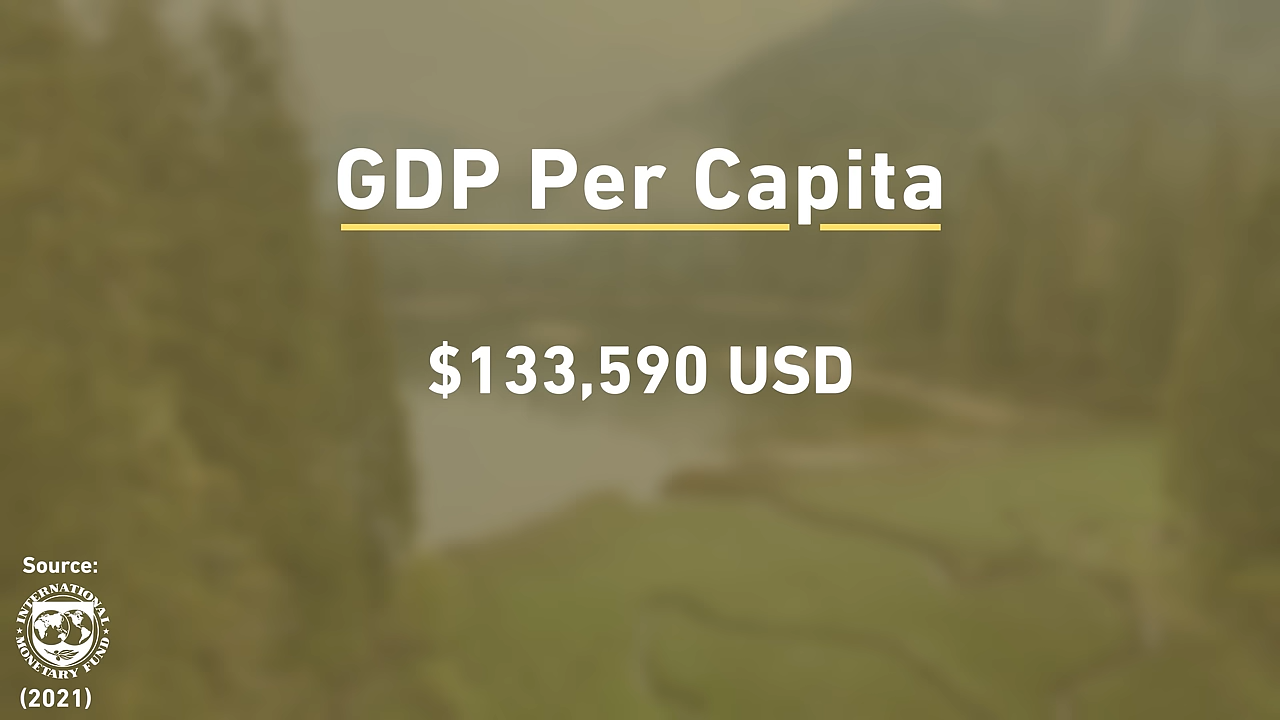 GDP Per Capita
$133,590 USD
Source:
INTERNATIONAL
MONETARY FUND
(2021)